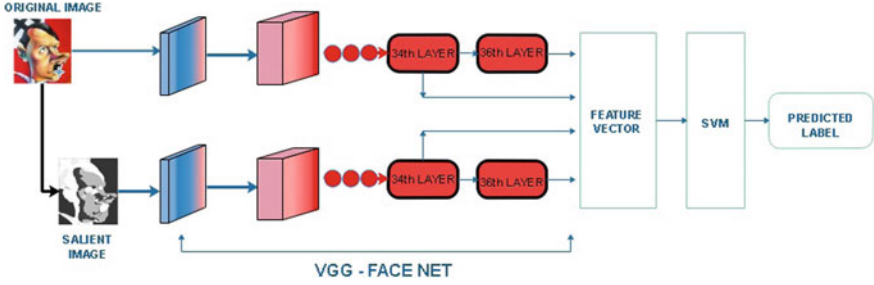 ORIGINAL IMAGE
34th LAYER
36th LAYER
FEATURE
VECTOR
SVM
PREDICTED
LABEL
34th LAYER
36th LAYER
SALIENT
IMAGE
VGG - FACE NET